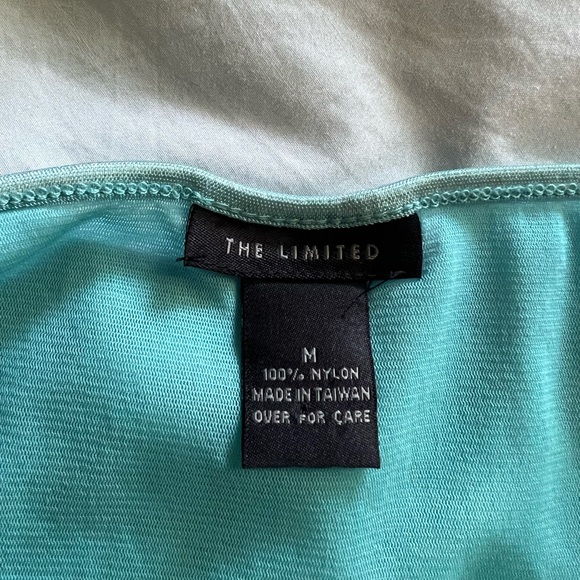 THE LIMITED
M
100% NYLON
MADE IN TAIWAN
OVER FOR CARE